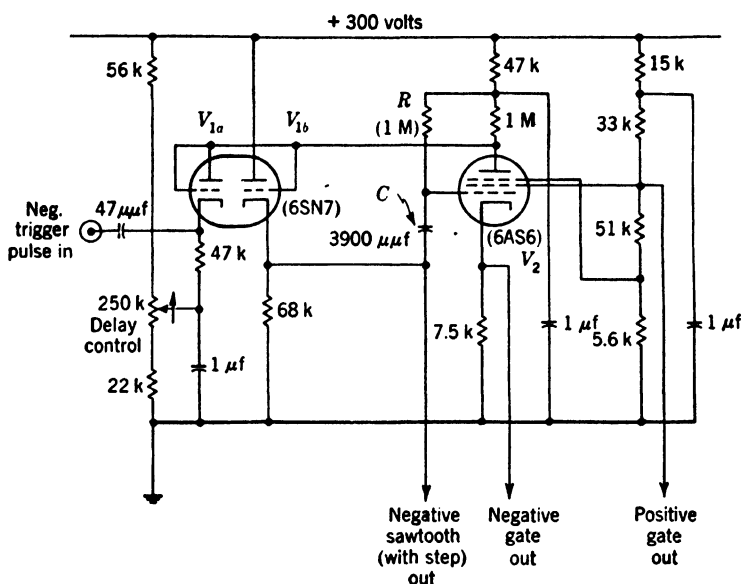 + 300 volts
56 k
47 k
15 k
R
(1 M)
1 M
33 k
V1a
V1b
(6SN7)
C
3900 μμf
(6AS6)
V2
51 k
47 μμf
Neg.
trigger
pulse in
47 k
250 k
Delay
control
68 k
7.5 k
1 μf
5.6 k
1 μf
22 k
1 μf
Negative
sawtooth
(with step)
out
Negative
gate
out
Positive
gate
out